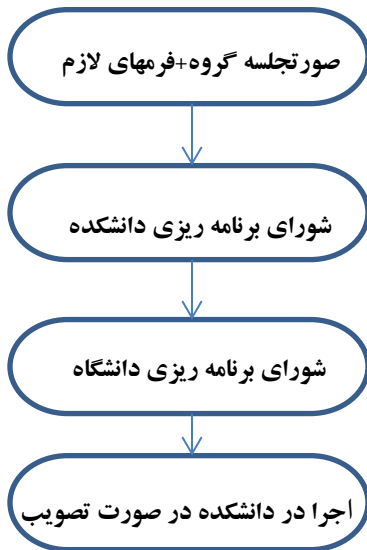 صورتجلسه گروه+فرمهای لازم
شورای برنامه ریزی دانشکده
شورای برنامه ریزی دانشگاه
اجرا در دانشکده در صورت تصویب